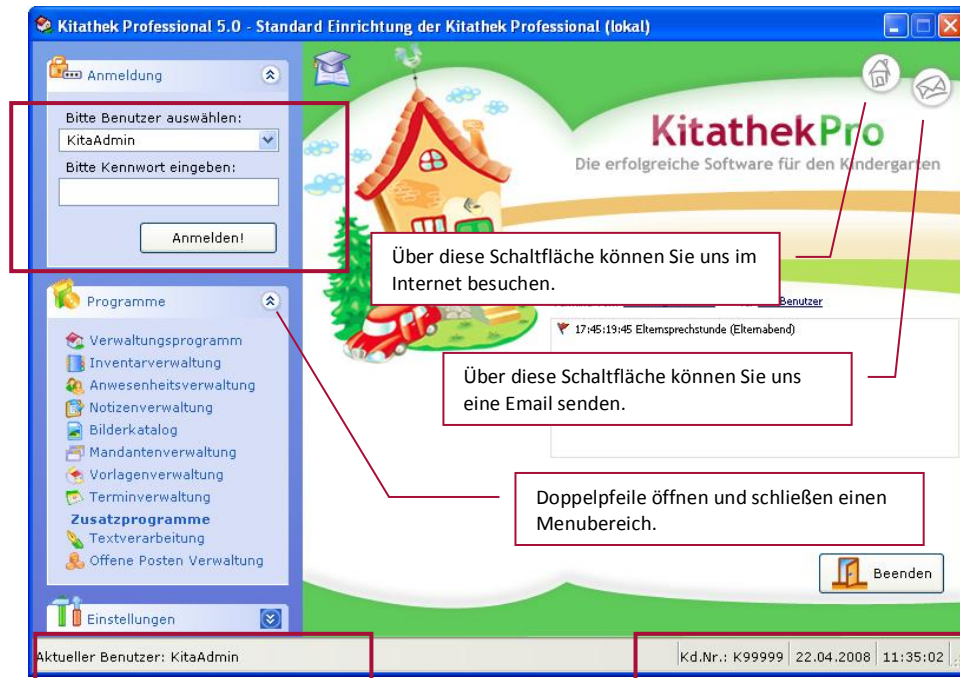 Kitathek Professional 5.0 - Standard Einrichtung der Kitathek Professional (lokal)
Anmeldung
Bitte Benutzer auswählen:
KitaAdmin
Bitte Kennwort eingeben:
Anmelden!
KitathekPro
Die erfolgreiche Software für den Kindergarten
Über diese Schaltfläche können Sie uns im
Internet besuchen.
Programme
Benutzer
17:45:19:45 Elternsprechstunde (Elternabend)
Verwaltungsprogramm
Inventarverwaltung
Anwesenheitsverwaltung
Notizenverwaltung
Bilderkatalog
Mandantenverwaltung
Vorlagenverwaltung
Terminverwaltung
Zusatzprogramme
Textverarbeitung
Offene Posten Verwaltung
Über diese Schaltfläche können Sie uns
eine Email senden.
Doppelpfeile öffnen und schließen einen
Menubereich.
Beenden
Einstellungen
Aktueller Benutzer: KitaAdmin
Kd.Nr.: K99999
22.04.2008
11:35:02